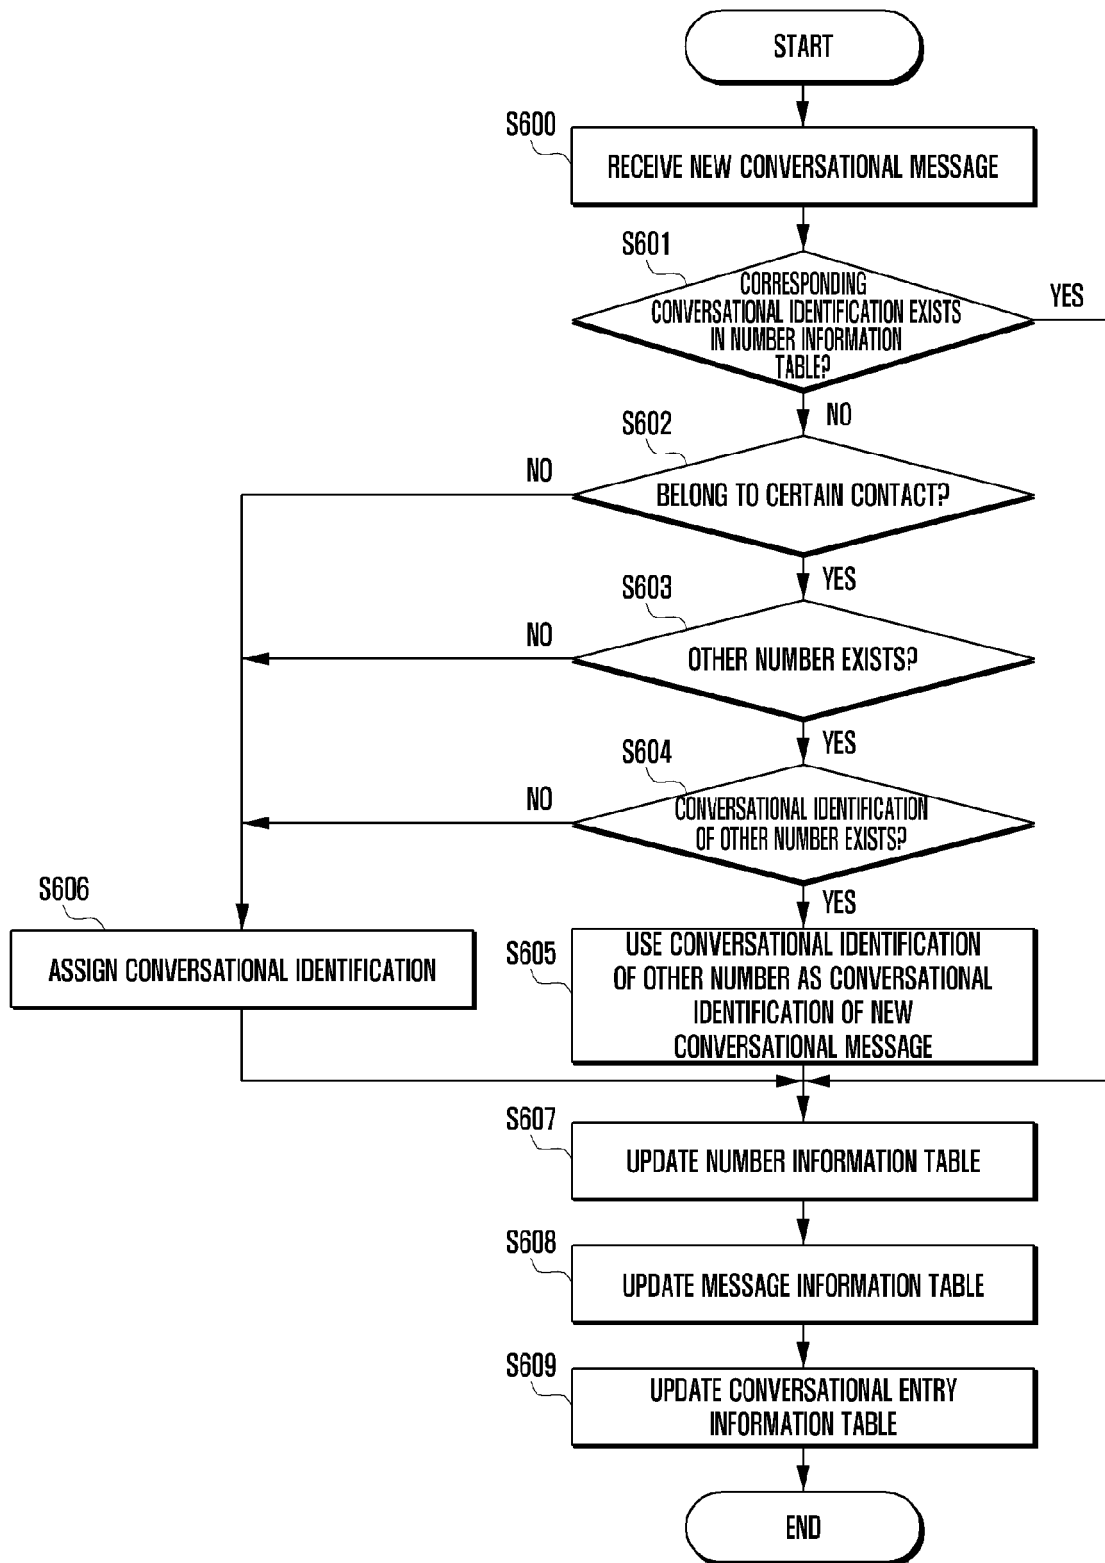 START
S600
RECEIVE NEW CONVERSATIONAL MESSAGE
S601
CORRESPONDING
CONVERSATIONAL IDENTIFICATION EXISTS
IN NUMBER INFORMATION
TABLE?
YES
NO
S602
NO
BELONG TO CERTAIN CONTACT?
YES
S603
NO
OTHER NUMBER EXISTS?
YES
S604
NO
CONVERSATIONAL IDENTIFICATION
OF OTHER NUMBER EXISTS?
YES
S606
ASSIGN CONVERSATIONAL IDENTIFICATION
S605
USE CONVERSATIONAL IDENTIFICATION
OF OTHER NUMBER AS CONVERSATIONAL
IDENTIFICATION OF NEW
CONVERSATIONAL MESSAGE
S607
UPDATE NUMBER INFORMATION TABLE
S608
UPDATE MESSAGE INFORMATION TABLE
S609
UPDATE CONVERSATIONAL ENTRY
INFORMATION TABLE
END